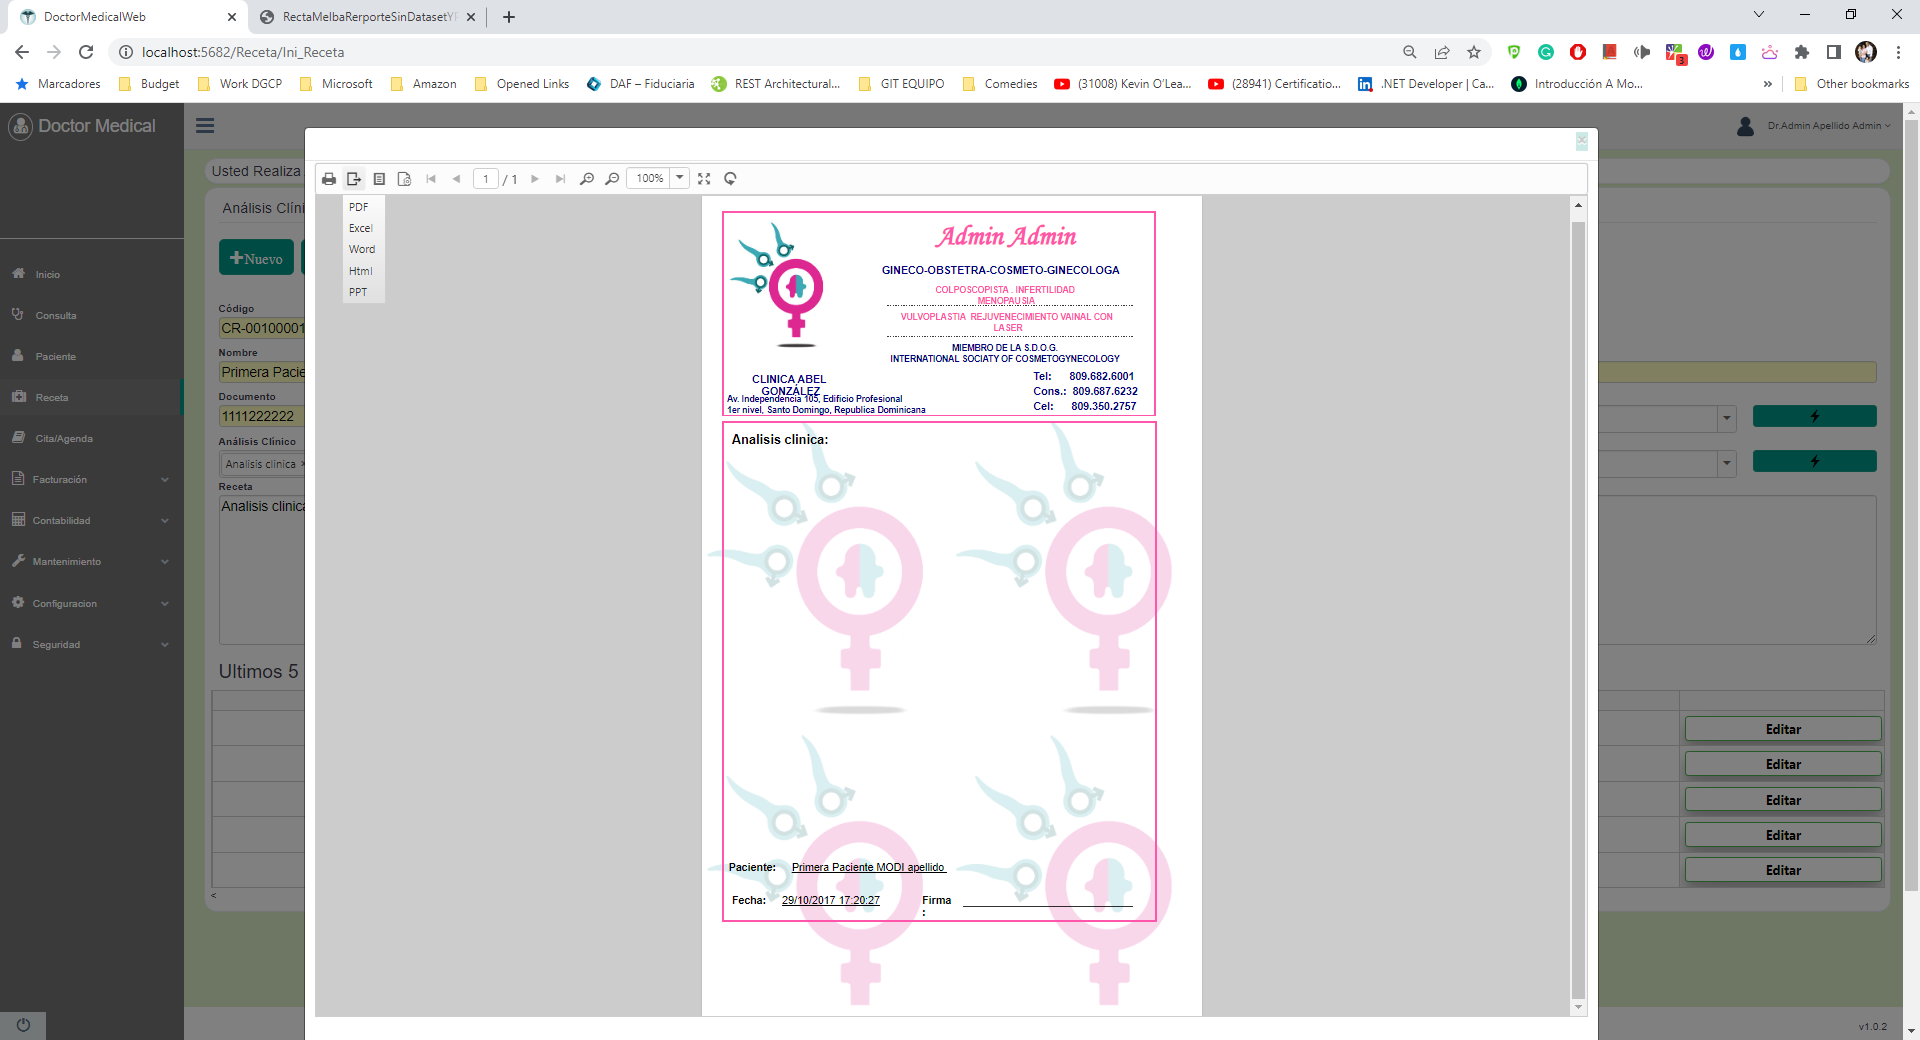 DoctorMedicalWeb
RectaMelbaRerporteSinDatasetYF
localhost:5682/Receta/Ini_Receta
Marcadores
Budget
Work DGCP
Microsoft
Amazon
Opened Links
DAF – Fiduciaria
REST Architectural...
GIT EQUIPO
Comedies
(31008) Kevin O'Lea...
(28941) Certificatio...
.NET Developer | Ca...
Introducción A Mo...
»
Other bookmarks
3
Doctor Medical
Dr.Admin Apellido Admin
Usted Realiza
Análisis Clíni
Nuevo
Inicio
Consulta
Paciente
Receta
Cita/Agenda
Facturación
Contabilidad
Mantenimiento
Configuracion
Seguridad
Código
CR-00100001
Nombre
Primera Pacie
Documento
1111222222
Análisis Clinico
Analisis clinica ×
Receta
Analisis clinica
Ultimos 5
<
1 / 1
100%
PDF
Excel
Word
Html
PPT
Admin Admin
GINECO-OBSTETRA-COSMETO-GINECOLOGA
COLPOSCOPISTA . INFERTILIDAD
MENOPAUSIA
VULVOPLASTIA REJUVENECIMIENTO VAINAL CON
LASER
MIEMBRO DE LA S.D.O.G.
INTERNATIONAL SOCIATY OF COSMETOGYNECOLOGY
CLINICA ABEL
GONZÁLEZ
Av. Independencia 105, Edificio Profesional
1er nivel, Santo Domingo, Republica Dominicana
Tel: 809.682.6001
Cons.: 809.687.6232
Cel: 809.350.2757
Analisis clinica:
Paciente: Primera Paciente MODI apellido
Fecha: 29/10/2017 17:20:27
Firma
:
Editar
Editar
Editar
Editar
Editar
v1.0.2